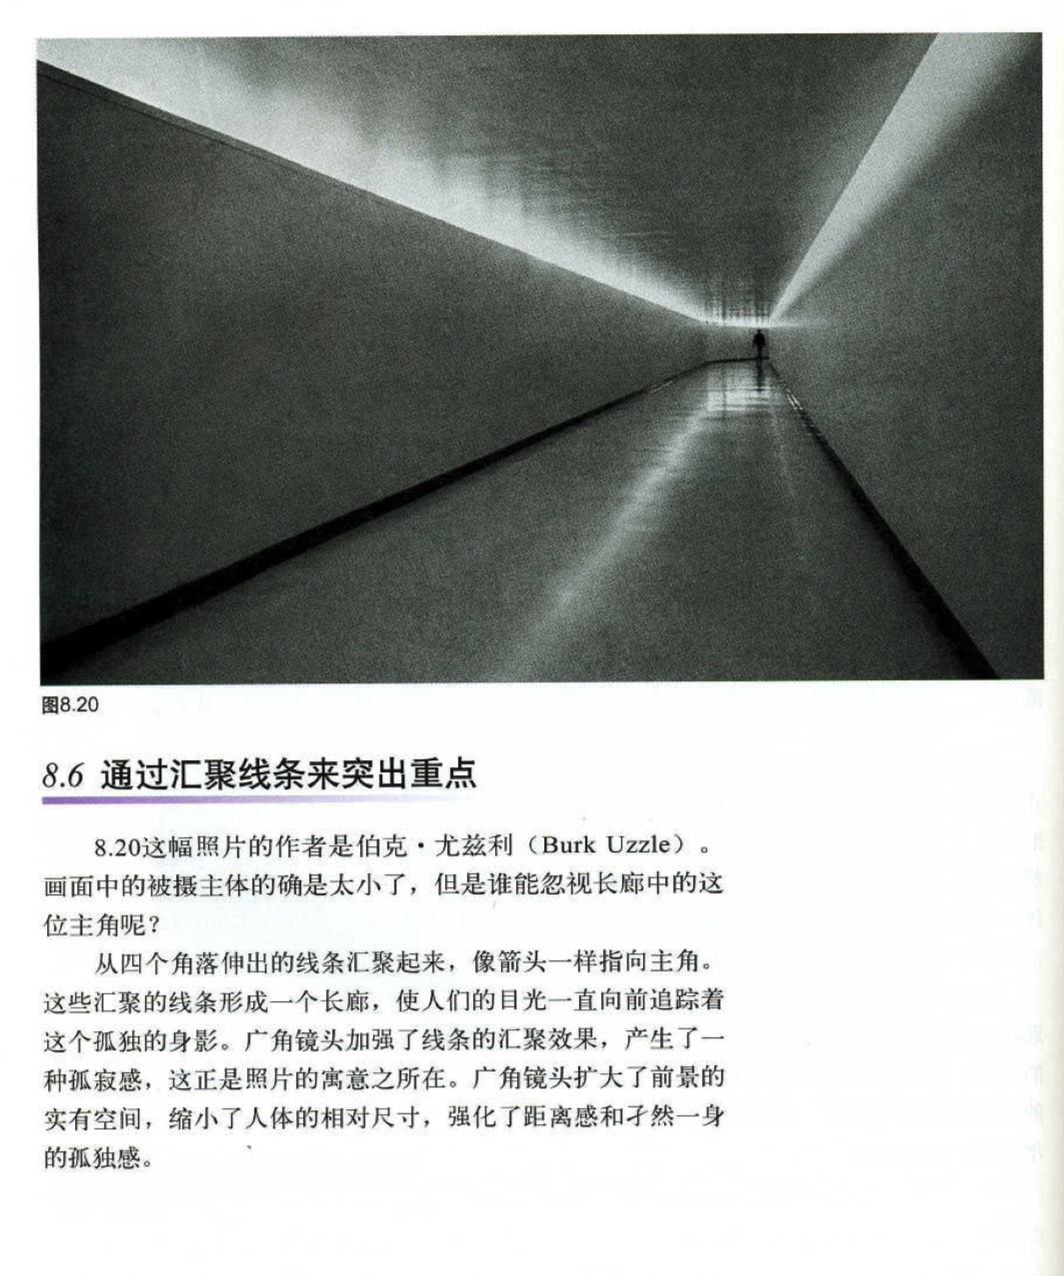 图8.20
8.6 通过汇聚线条来突出重点
8.20这幅照片的作者是伯克·尤兹利（Burk Uzzle）。
画面中的被摄主体的确是太小了，但是谁能忽视长廊中的这
位主角呢？
从四个角落伸出的线条汇聚起来，像箭头一样指向主角。
这些汇聚的线条形成一个长廊，使人们的目光一直向前追踪着
这个孤独的身影。广角镜头加强了线条的汇聚效果，产生了一
种孤寂感，这正是照片的寓意之所在。广角镜头扩大了前景的
实有空间，缩小了人体的相对尺寸，强化了距离感和孑然一身
的孤独感。